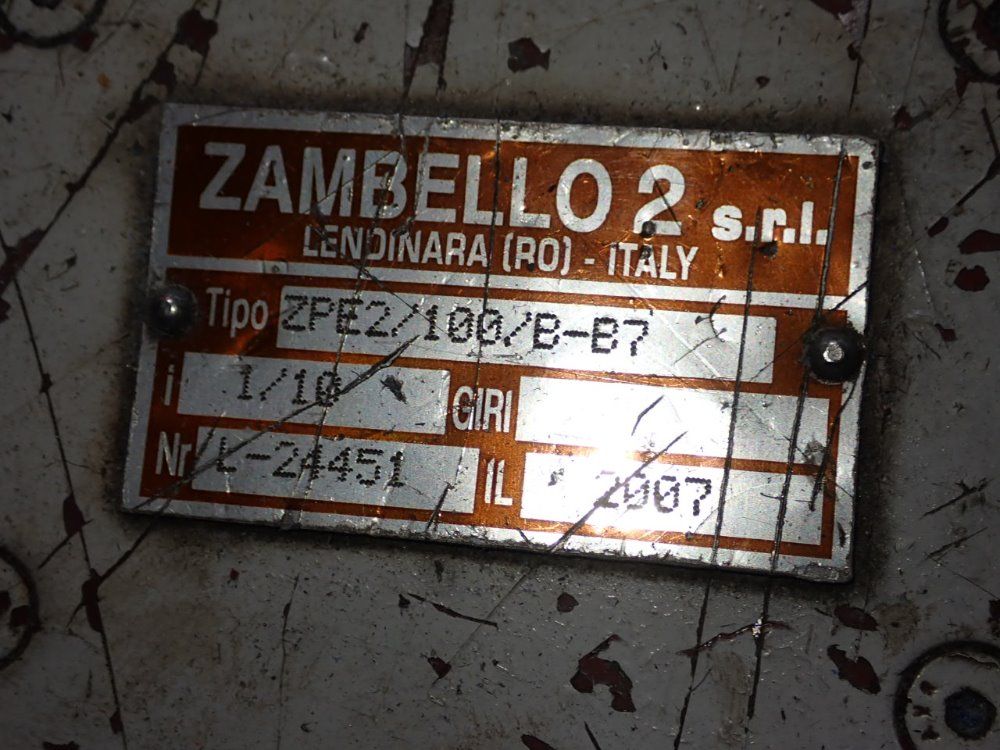 ZAMBELLO 2 s.r.l.
LENDINARA (RO) - ITALY
Tipo ZPE2/100/B-B7
i 1/10 GIRI
Nr L-24451 IL 2007